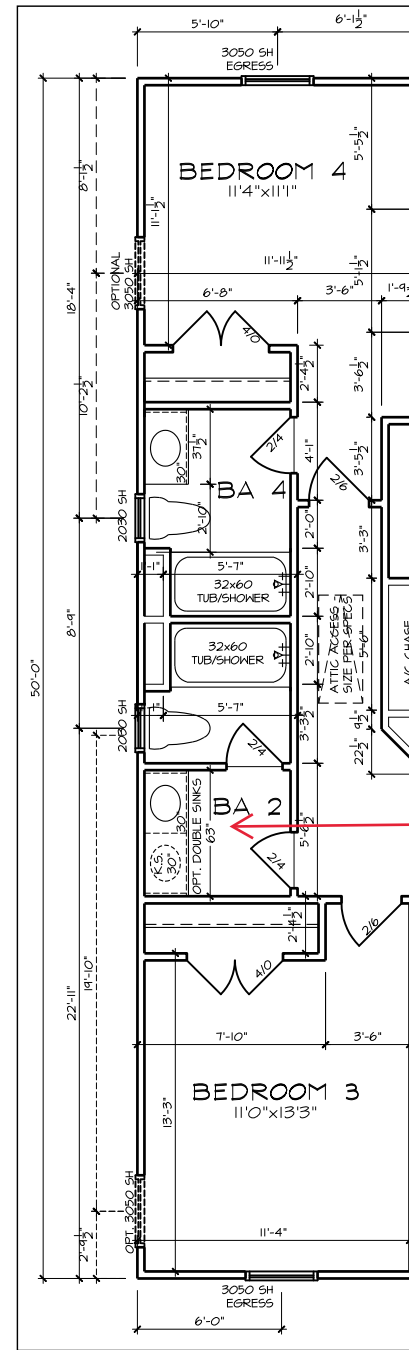 5'-10"
6'-1½"
3050 SH
EGRESS
8'-1½"
11'-1½"
BEDROOM 4
11'4"x11'1"
5'-5½"
OPTIONAL
3050 SH
18'-4"
11'-11½"
5'-1½"
6'-8"
3'-6"
10'-2½"
4/0
2'-4½"
3'-6½"
30"
37½"
2/4
4'-1"
3'-5½"
BA 4
2/6
2030 SH
2'-10"
2'-0"
3'-3"
5'-7"
32x60
TUB/SHOWER
2'-10"
ATTIC ACCESS
SIZE PER SPECS
5'-6"
8'-9"
50'-0"
32x60
TUB/SHOWER
2'-10"
A/C CHASE
5'-7"
3'-3½"
9½"
2030 SH
2/4
22½"
30"
OPT. DOUBLE SINKS
63"
BA 2
5'-6½"
K.S.
30"
2/4
2'-4½"
2/6
4/0
22'-11"
19'-10"
7'-10"
3'-6"
BEDROOM 3
11'0"x13'3"
13'-3"
OPT. 3050 SH
11'-4"
2'-9½"
3050 SH
EGRESS
6'-0"